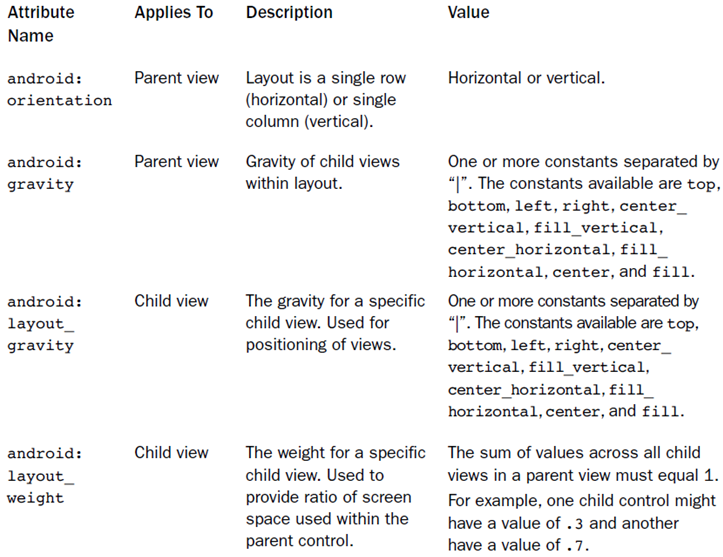 Attribute Name
Applies To
Description
Value
android:
orientation
Parent view
Layout is a single row
(horizontal) or single
column (vertical).
Horizontal or vertical.
android:
gravity
Parent view
Gravity of child views
within layout.
One or more constants separated by
“|”. The constants available are top,
bottom, left, right, center_
vertical, fill_vertical,
center_horizontal, fill_
horizontal, center, and fill.
android:
layout_
gravity
Child view
The gravity for a specific
child view. Used for
positioning of views.
One or more constants separated by
“|”. The constants available are top,
bottom, left, right, center_
vertical, fill_vertical,
center_horizontal, fill_
horizontal, center, and fill.
android:
layout_
weight
Child view
The weight for a specific
child view. Used to
provide ratio of screen
space used within the
parent control.
The sum of values across all child
views in a parent view must equal 1.
For example, one child control might
have a value of .3 and another
have a value of .7.